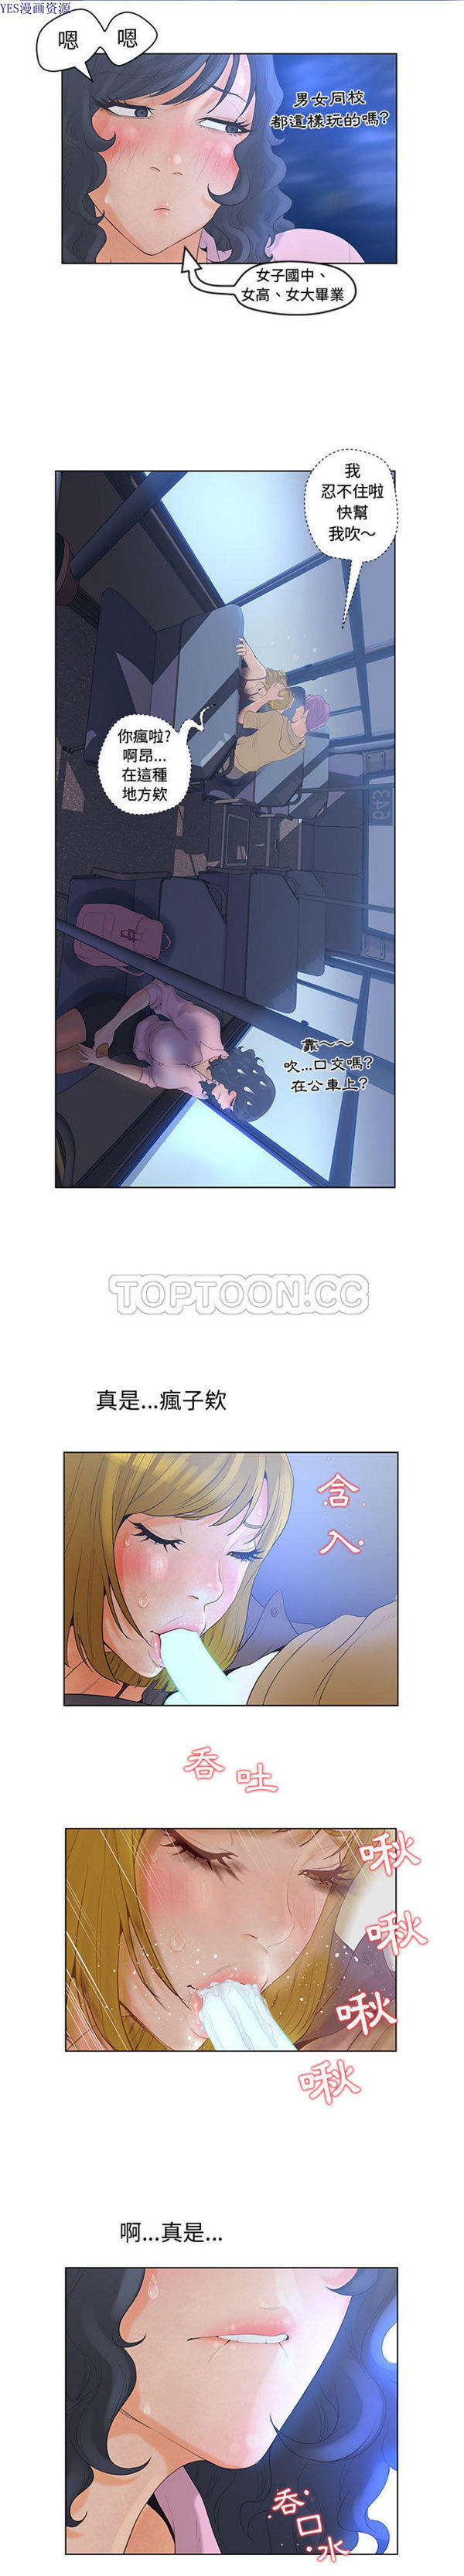 YES漫画资源
嗯 嗯
男女同校
都這樣玩的嗎?
女子國中、
女高、女大畢業
我
忍不住啦
快幫
我吹～
你瘋啦?
啊昂...
在這種
地方欸
643
靠～～
吹...口交嗎?
在公車上?
TOPTOON.CC
真是...瘋子欸
含
入
吞吐
啾
啾
啾
啾
啊...真是...
吞
口
水